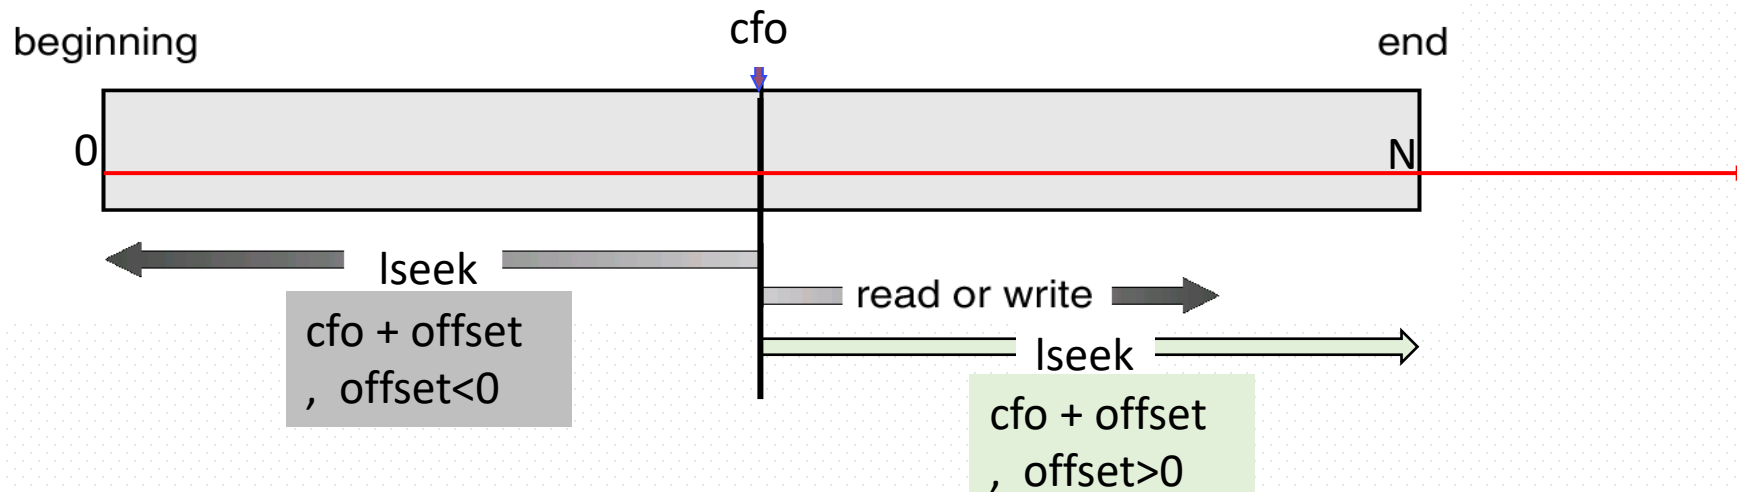 beginning
cfo
end
0
N
lseek
cfo + offset
, offset<0
read or write
lseek
cfo + offset
, offset>0